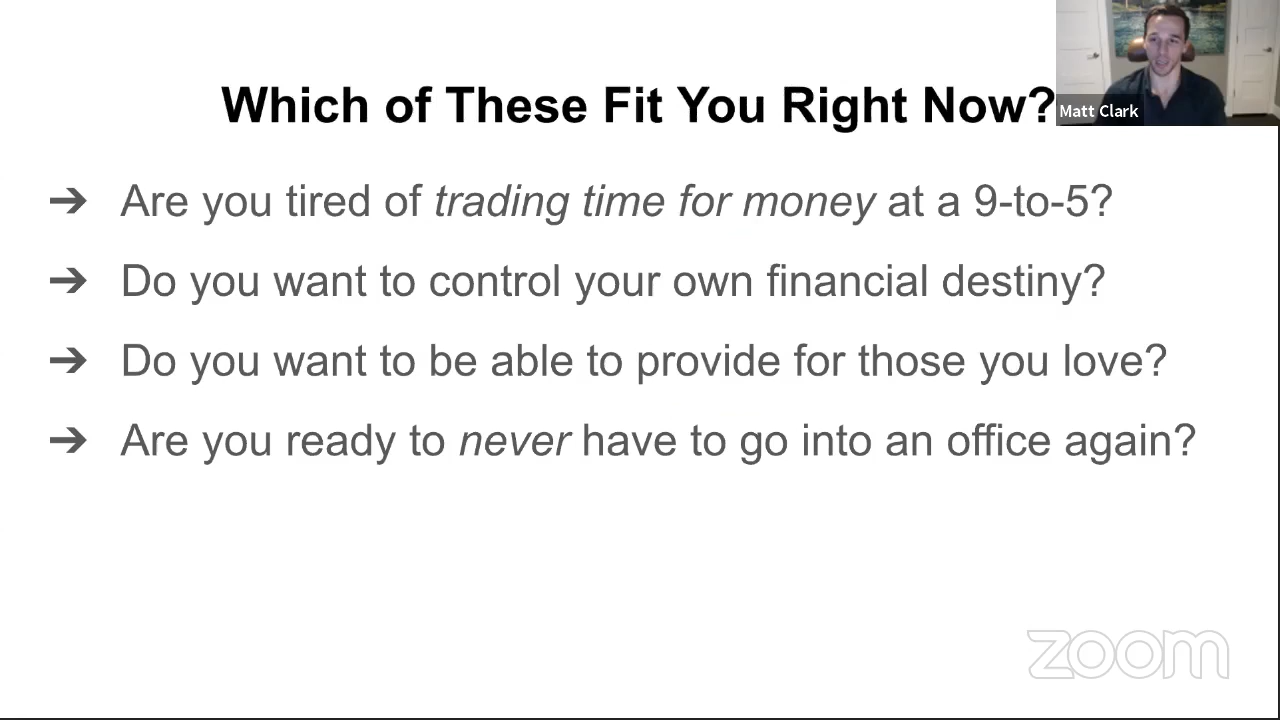 Which of These Fit You Right Now?
Matt Clark
➔ Are you tired of trading time for money at a 9-to-5?
➔ Do you want to control your own financial destiny?
➔ Do you want to be able to provide for those you love?
➔ Are you ready to never have to go into an office again?
zoom